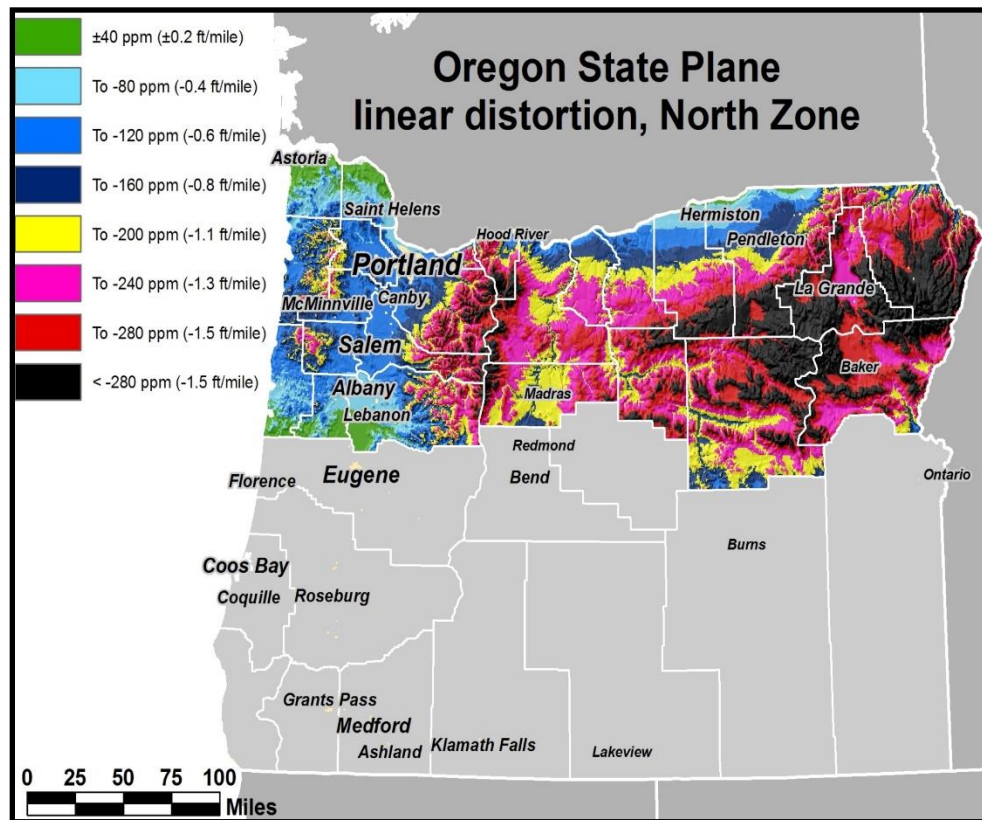 ±40 ppm (±0.2 ft/mile)
To -80 ppm (-0.4 ft/mile)
To -120 ppm (-0.6 ft/mile)
To -160 ppm (-0.8 ft/mile)
To -200 ppm (-1.1 ft/mile)
To -240 ppm (-1.3 ft/mile)
To -280 ppm (-1.5 ft/mile)
< -280 ppm (-1.5 ft/mile)
Oregon State Plane
linear distortion, North Zone
Astoria
Saint Helens
Hood River
Hermiston
Pendleton
Portland
La Grande
McMinnville
Canby
Salem
Baker
Albany
Madras
Lebanon
Redmond
Eugene
Bend
Florence
Ontario
Burns
Coos Bay
Coquille
Roseburg
Grants Pass
Medford
Ashland
Klamath Falls
Lakeview
0 25 50 75 100
Miles